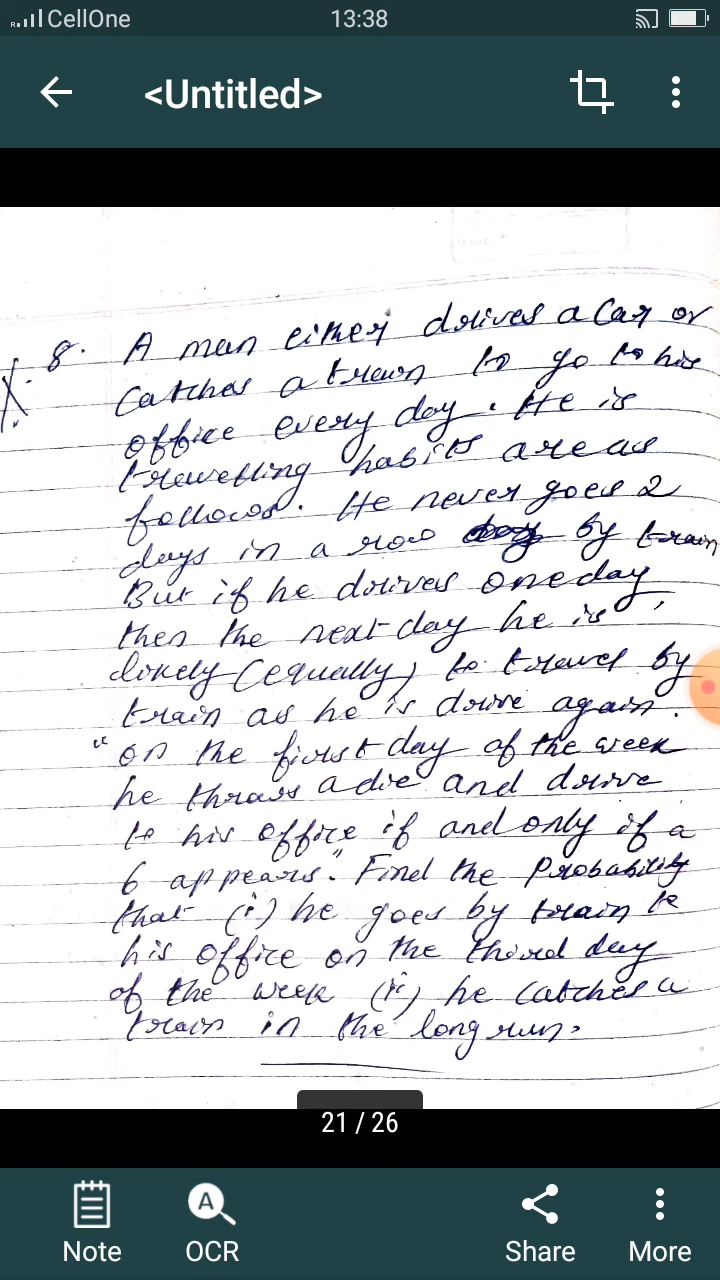 CellOne 13:38
<Untitled>
8. A man either drives a Car or
Catches a train to go to his
office every day. He is
travelling habits are as
follows. He never goes 2
days in a row by train
But if he drives one day
then the next day he is
likely (equally) to travel by
train as he is drive again.
"on the first day of the week
he thraws a die and drive
to his office if and only if a
6 appears." Find the Probability
that (i) he goes by train to
his office on the third day
of the week (ii) he catches a
train in the long run.
21 / 26
A
Note OCR Share More